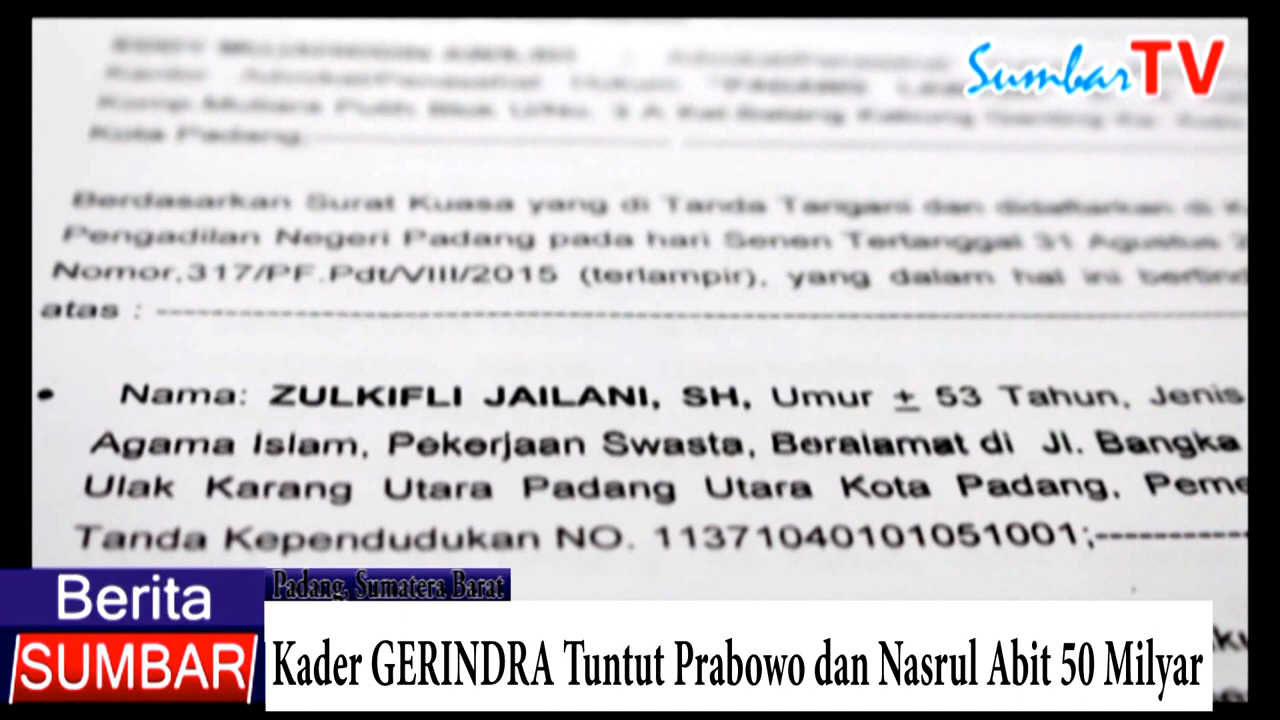 SumbarTV
Kota Padang,
Berdasarkan Surat Kuasa yang di Tanda Tangani dan didaftarkan di
Pengadilan Negeri Padang pada hari Senen Tertanggal 31 Agustus
Nomor.317/PF.Pdt/VIII/2015 (terlampir), yang dalam hal ini
atas : ----------
• Nama: ZULKIFLI JAILANI, SH, Umur ± 53 Tahun, Jenis
Agama Islam, Pekerjaan Swasta, Beralamat di Jl. Bangka
Ulak Karang Utara Padang Utara Kota Padang,
Tanda Kependudukan NO. 11371040101051001;----------
Padang, Sumatera Barat
Berita
SUMBAR
Kader GERINDRA Tuntut Prabowo dan Nasrul Abit 50 Milyar